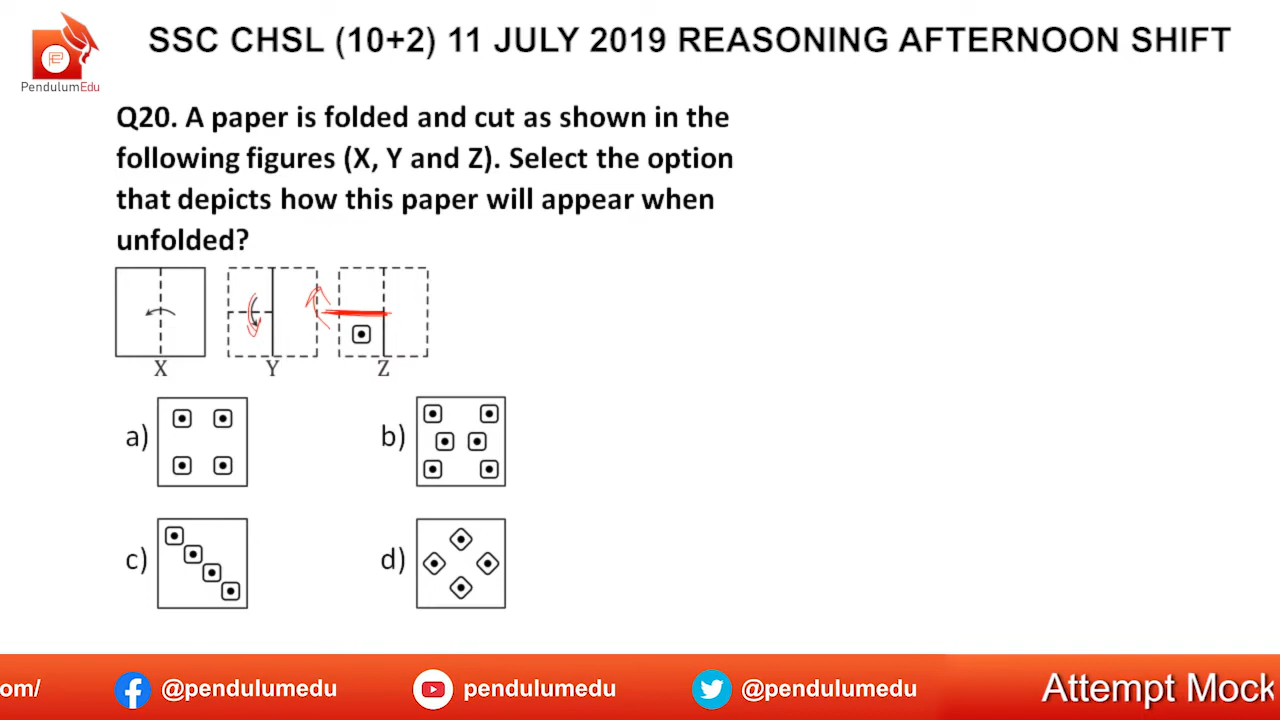 SSC CHSL (10+2) 11 JULY 2019 REASONING AFTERNOON SHIFT
PendulumEdu
Q20. A paper is folded and cut as shown in the
following figures (X, Y and Z). Select the option
that depicts how this paper will appear when
unfolded?
X Y Z
a) b)
c) d)
om/ @pendulumedu pendulumedu @pendulumedu Attempt Mock